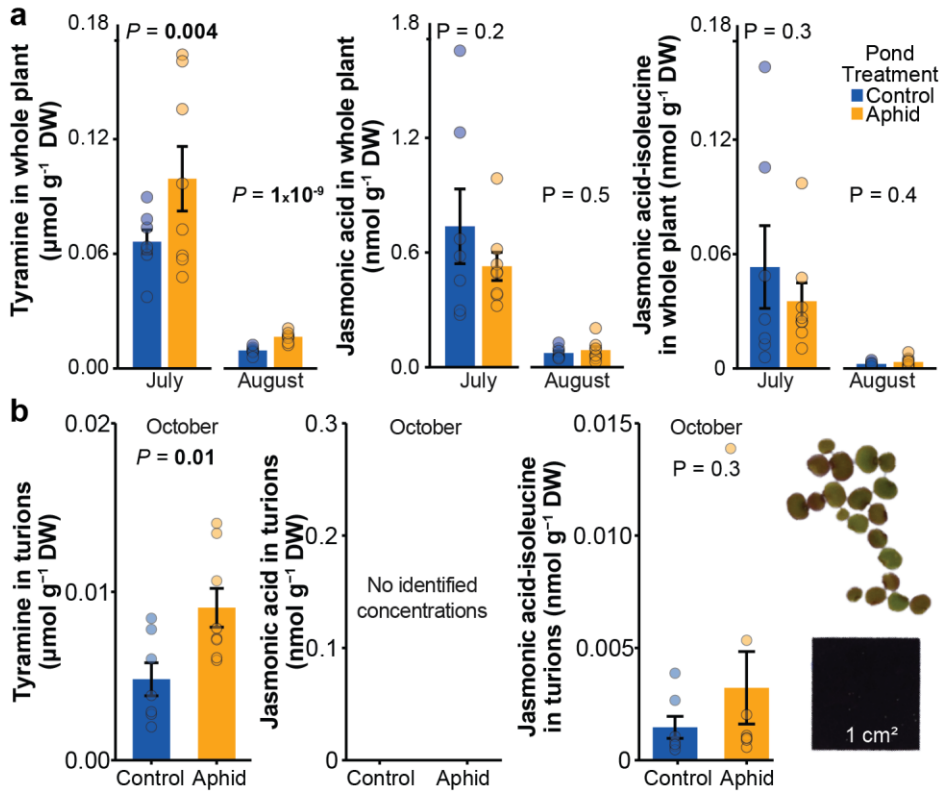 a
Tyramine in whole plant
(µmol g⁻¹ DW)
0.18
0.12
0.06
0.00
P = 0.004
P = 1x10⁻⁹
July
August
Jasmonic acid in whole plant
(nmol g⁻¹ DW)
1.8
1.2
0.6
0.0
P = 0.2
P = 0.5
July
August
Jasmonic acid-isoleucine
in whole plant (nmol g⁻¹ DW)
0.18
0.12
0.06
0
P = 0.3
P = 0.4
July
August
Pond
Treatment
Control
Aphid
b
Tyramine in turions
(µmol g⁻¹ DW)
0.02
0.01
0.00
October
P = 0.01
Control
Aphid
Jasmonic acid in turions
(nmol g⁻¹ DW)
0.3
0.2
0.1
0
October
No identified
concentrations
Control
Aphid
Jasmonic acid-isoleucine
in turions (nmol g⁻¹ DW)
0.015
0.010
0.005
0
October
P = 0.3
Control
Aphid
1 cm²